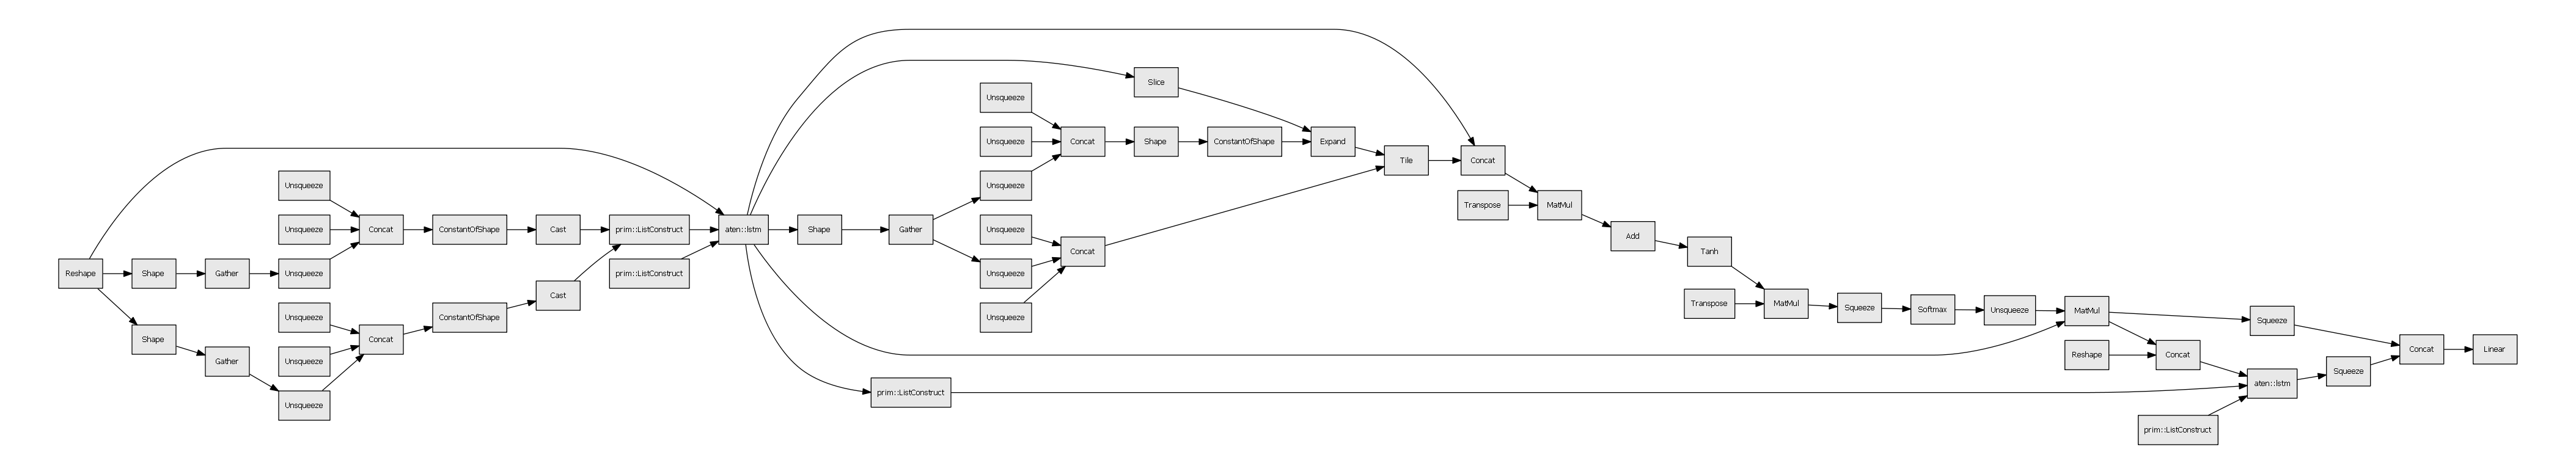 Reshape
Shape
Gather
Unsqueeze
Unsqueeze
Unsqueeze
Concat
ConstantOfShape
Cast
prim::ListConstruct
prim::ListConstruct
Shape
Gather
Unsqueeze
Unsqueeze
Unsqueeze
Concat
ConstantOfShape
Cast
aten::lstm
Shape
Gather
Unsqueeze
Unsqueeze
Unsqueeze
Concat
Shape
ConstantOfShape
Slice
Expand
Unsqueeze
Unsqueeze
Unsqueeze
Concat
Tile
Concat
Transpose
MatMul
Add
Tanh
Transpose
MatMul
Squeeze
Softmax
Unsqueeze
MatMul
Reshape
Concat
prim::ListConstruct
prim::ListConstruct
aten::lstm
Squeeze
Squeeze
Concat
Linear